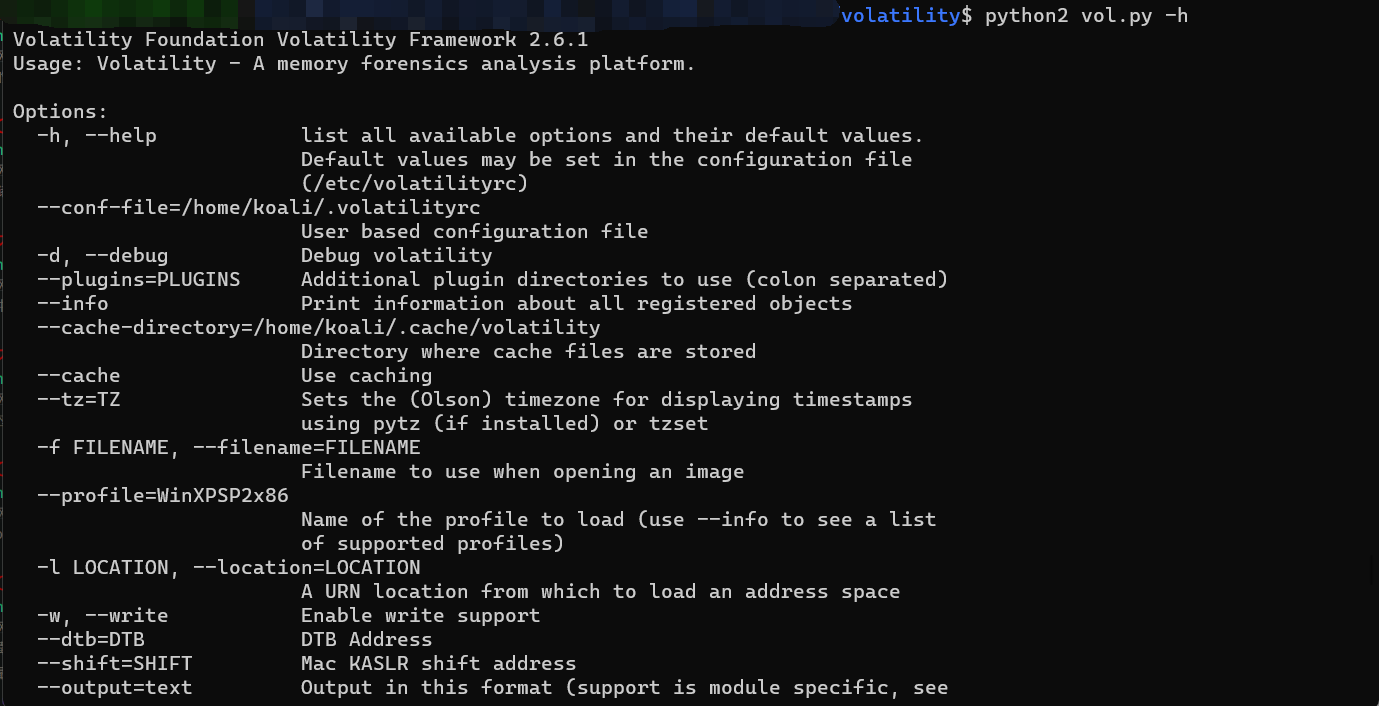 volatility$ python2 vol.py -h
Volatility Foundation Volatility Framework 2.6.1
Usage: Volatility - A memory forensics analysis platform.
Options:
-h, --help list all available options and their default values.
Default values may be set in the configuration file
(/etc/volatilityrc)
--conf-file=/home/koali/.volatilityrc
User based configuration file
-d, --debug Debug volatility
--plugins=PLUGINS Additional plugin directories to use (colon separated)
--info Print information about all registered objects
--cache-directory=/home/koali/.cache/volatility
Directory where cache files are stored
--cache Use caching
--tz=TZ Sets the (Olson) timezone for displaying timestamps
using pytz (if installed) or tzset
-f FILENAME, --filename=FILENAME
Filename to use when opening an image
--profile=WinXPSP2x86
Name of the profile to load (use --info to see a list
of supported profiles)
-l LOCATION, --location=LOCATION
A URN location from which to load an address space
-w, --write Enable write support
--dtb=DTB DTB Address
--shift=SHIFT Mac KASLR shift address
--output=text Output in this format (support is module specific, see